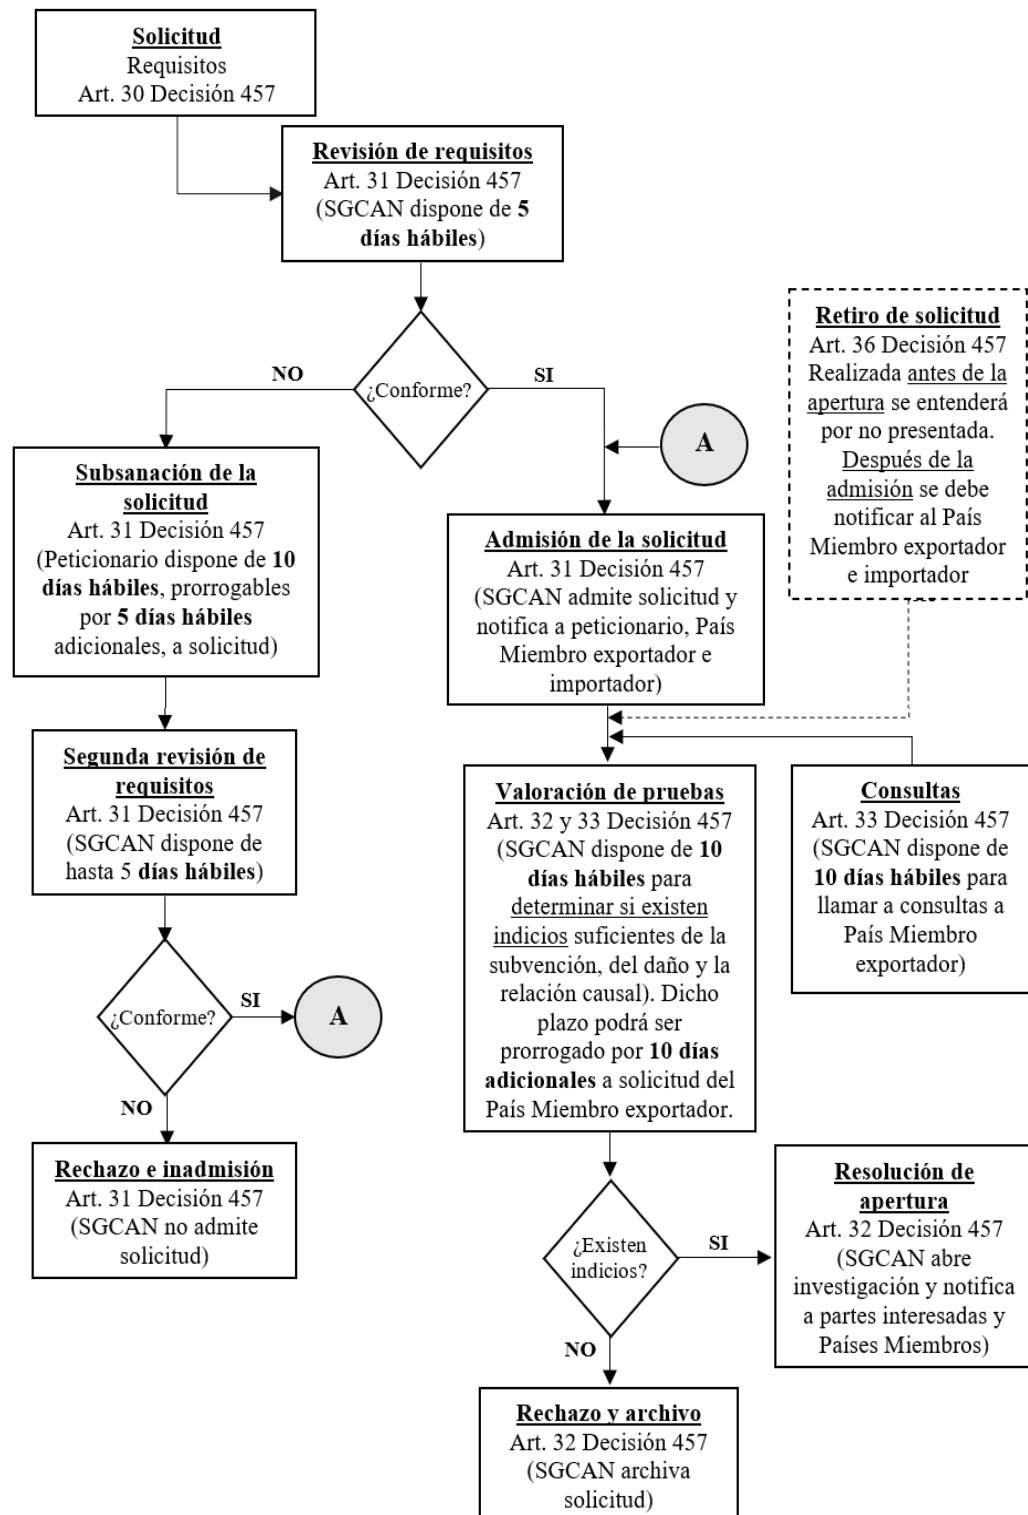 Solicitud
Requisitos
Art. 30 Decisión 457
Revisión de requisitos
Art. 31 Decisión 457
(SGCAN dispone de 5
días hábiles)
¿Conforme?
NO
SI
A
Retiro de solicitud
Art. 36 Decisión 457
Realizada antes de la
apertura se entenderá
por no presentada.
Después de la
admisión se debe
notificar al País
Miembro exportador
e importador
Subsanación de la
solicitud
Art. 31 Decisión 457
(Peticionario dispone de 10
días hábiles, prorrogables
por 5 días hábiles
adicionales, a solicitud)
Admisión de la solicitud
Art. 31 Decisión 457
(SGCAN admite solicitud y
notifica a peticionario, País
Miembro exportador e
importador)
Segunda revisión de
requisitos
Art. 31 Decisión 457
(SGCAN dispone de
hasta 5 días hábiles)
Valoración de pruebas
Art. 32 y 33 Decisión 457
(SGCAN dispone de 10
días hábiles para
determinar si existen
indicios suficientes de la
subvención, del daño y la
relación causal). Dicho
plazo podrá ser
prorrogado por 10 días
adicionales a solicitud del
País Miembro exportador.
Consultas
Art. 33 Decisión 457
(SGCAN dispone de
10 días hábiles para
llamar a consultas a
País Miembro
exportador)
¿Conforme?
SI
A
NO
Rechazo e inadmisión
Art. 31 Decisión 457
(SGCAN no admite
solicitud)
¿Existen
indicios?
SI
NO
Resolución de
apertura
Art. 32 Decisión 457
(SGCAN abre
investigación y notifica
a partes interesadas y
Países Miembros)
Rechazo y archivo
Art. 32 Decisión 457
(SGCAN archiva
solicitud)